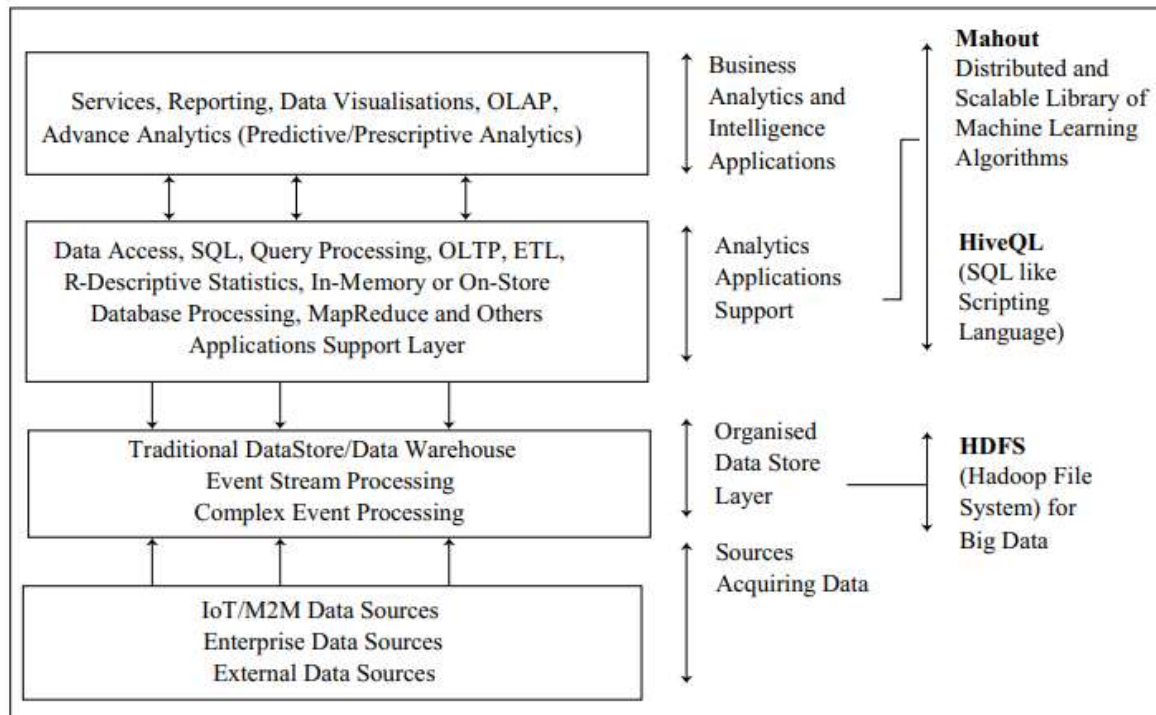 Services, Reporting, Data Visualisations, OLAP,
Advance Analytics (Predictive/Prescriptive Analytics)
Business
Analytics and
Intelligence
Applications
Mahout
Distributed and
Scalable Library of
Machine Learning
Algorithms
Data Access, SQL, Query Processing, OLTP, ETL,
R-Descriptive Statistics, In-Memory or On-Store
Database Processing, MapReduce and Others
Applications Support Layer
Analytics
Applications
Support
HiveQL
(SQL like
Scripting
Language)
Traditional DataStore/Data Warehouse
Event Stream Processing
Complex Event Processing
Organised
Data Store
Layer
HDFS
(Hadoop File
System) for
Big Data
IoT/M2M Data Sources
Enterprise Data Sources
External Data Sources
Sources
Acquiring Data